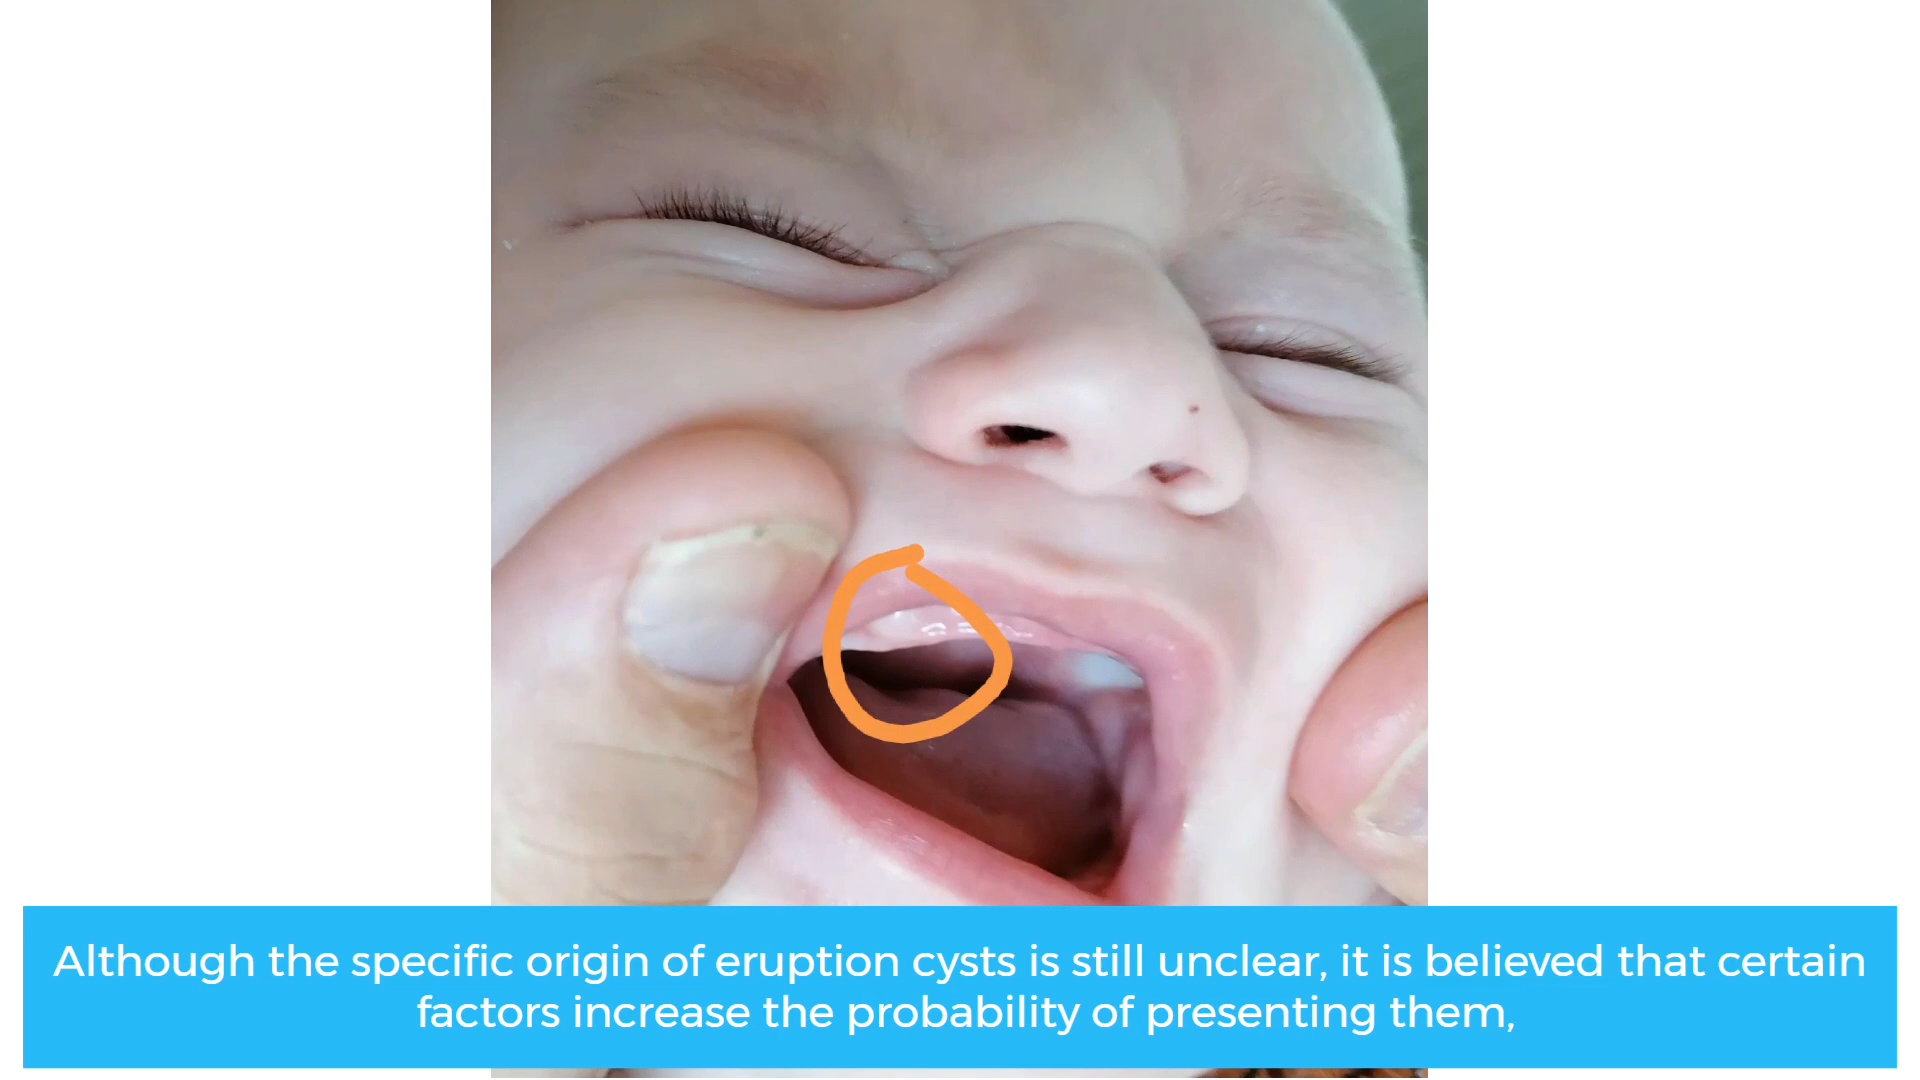 Although the specific origin of eruption cysts is still unclear, it is believed that certain
factors increase the probability of presenting them,